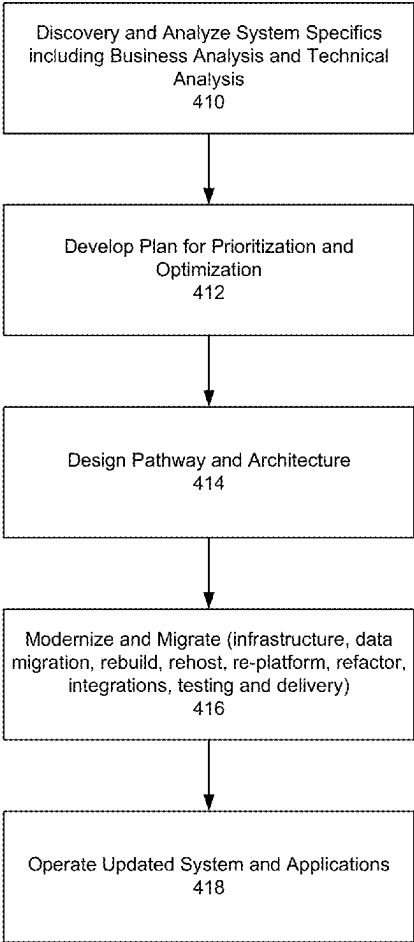 Discovery and Analyze System Specifics
including Business Analysis and Technical
Analysis
410
Develop Plan for Prioritization and
Optimization
412
Design Pathway and Architecture
414
Modernize and Migrate (infrastructure, data
migration, rebuild, rehost, re-platform, refactor,
integrations, testing and delivery)
416
Operate Updated System and Applications
418